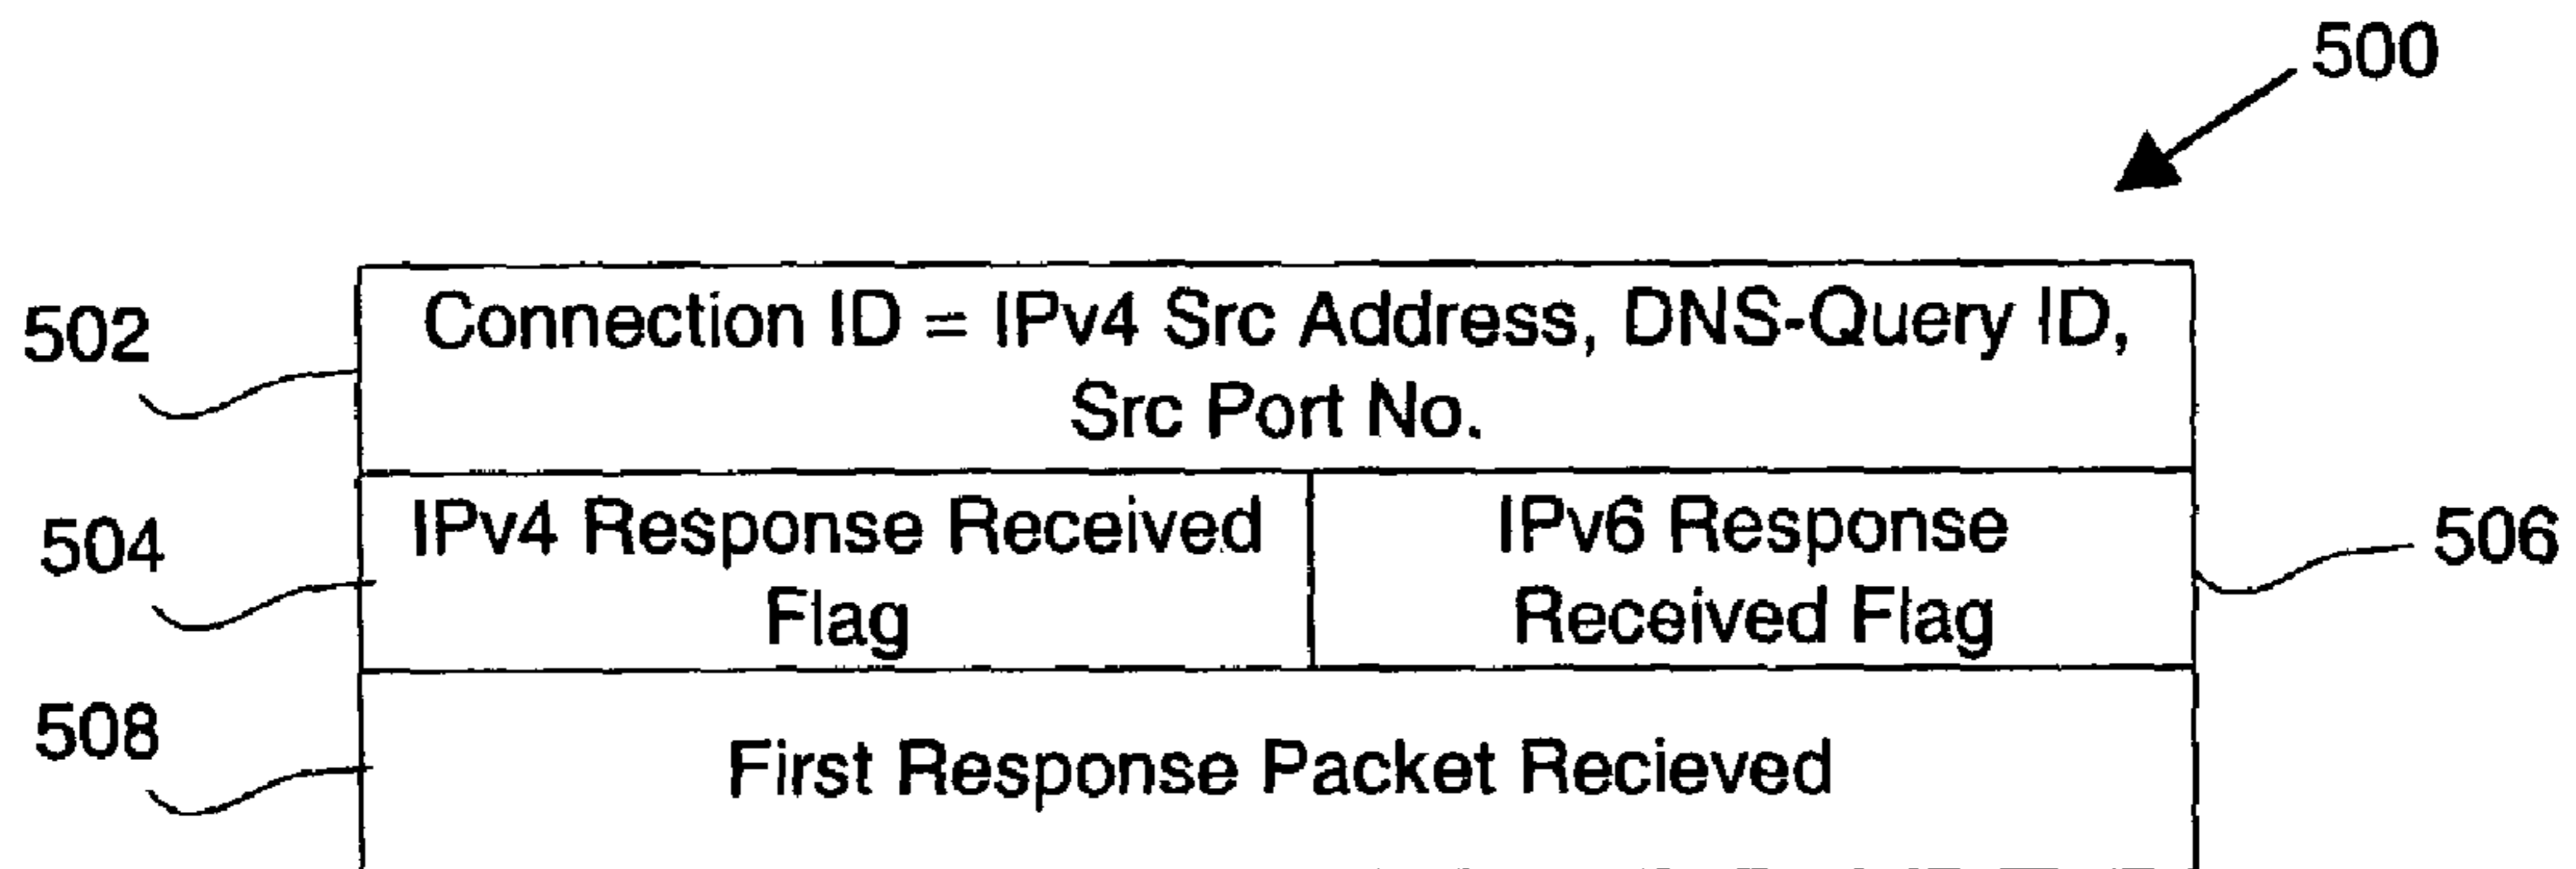 500
502
Connection ID = IPv4 Src Address, DNS-Query ID,
Src Port No.
504
IPv4 Response Received
Flag
IPv6 Response
Received Flag
506
508
First Response Packet Recieved